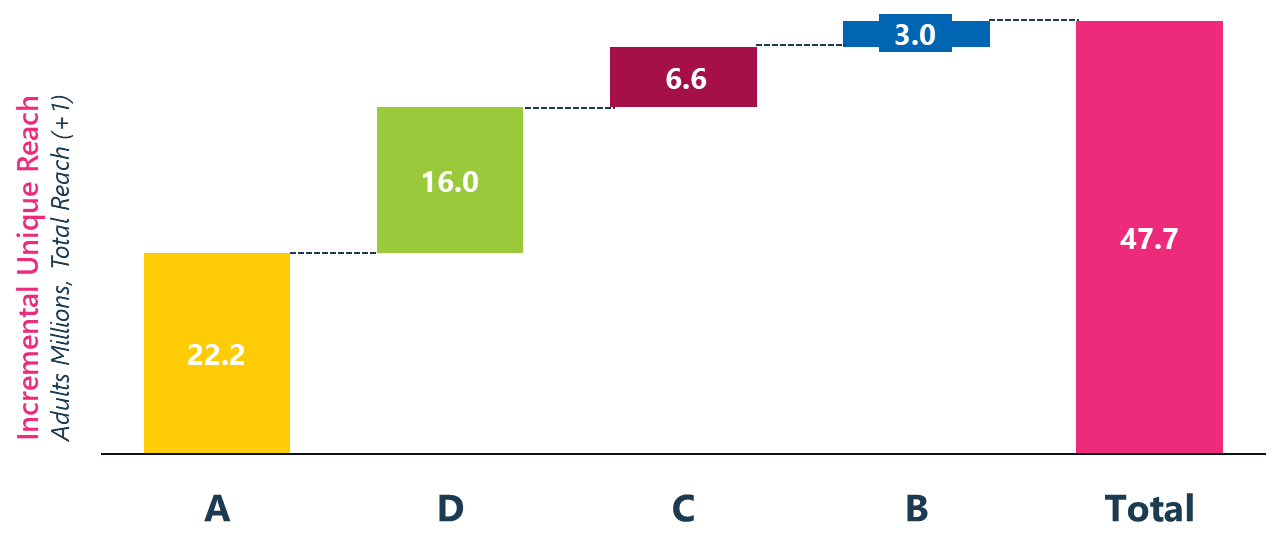 Incremental Unique Reach
Adults Millions, Total Reach (+1)
22.2
16.0
6.6
3.0
47.7
A
D
C
B
Total